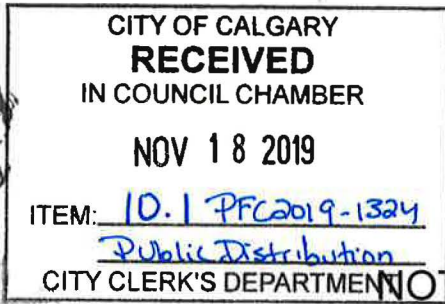 CITY OF CALGARY
RECEIVED
IN COUNCIL CHAMBER
NOV 18 2019
ITEM: 10.1 PFC2019-1324
Public Distribution
CITY CLERK'S DEPARTMENT NOT